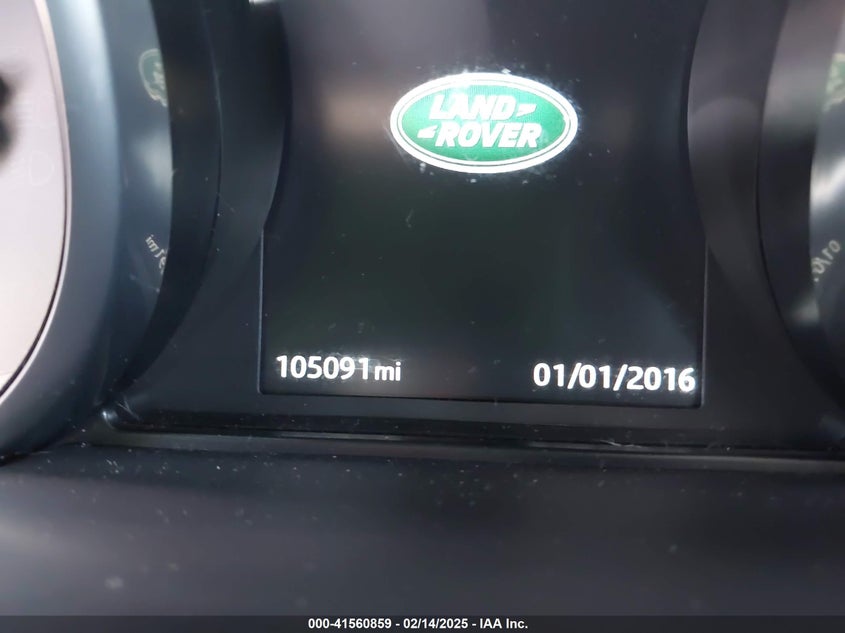 LAND
ROVER
105091 mi 01/01/2016
000-41560859 - 02/14/2025 - IAA Inc.